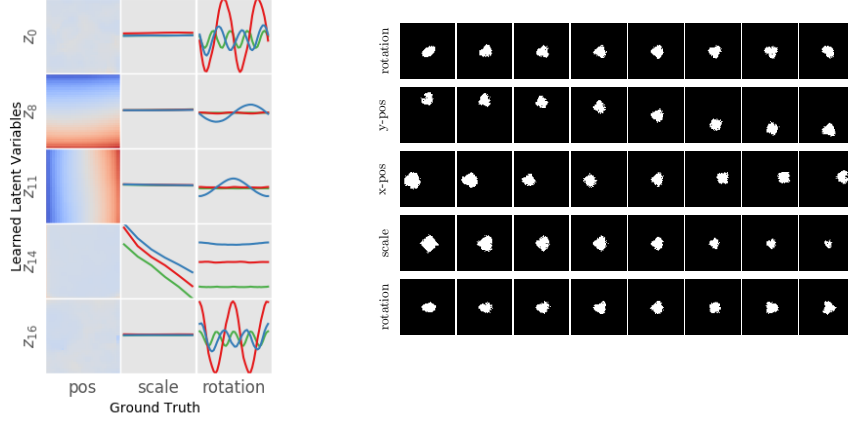 Learned Latent Variables
Z0
Z8
Z11
Z14
Z16
pos scale rotation
Ground Truth
rotation
y-pos
x-pos
scale
rotation